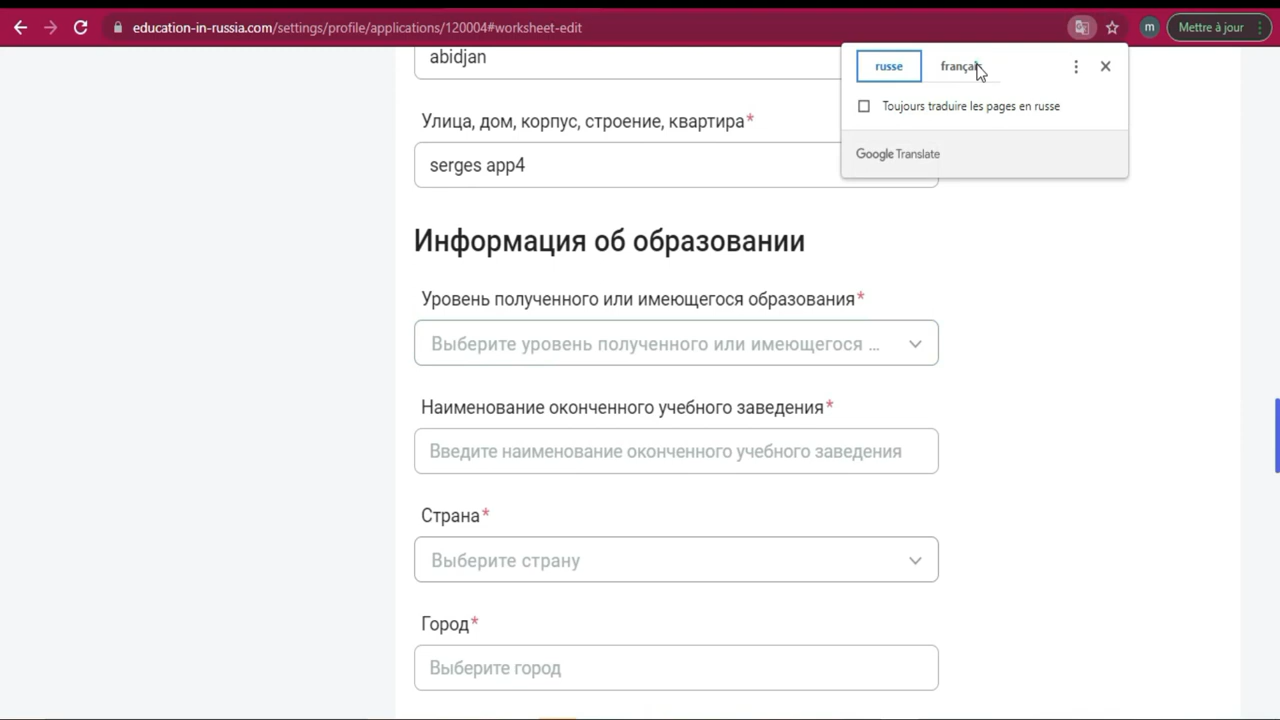 education-in-russia.com/settings/profile/applications/120004#worksheet-edit
m
Mettre à jour
abidjan
russe
français
Toujours traduire les pages en russe
Google Translate
Улица, дом, корпус, строение, квартира*
serges app4
Информация об образовании
Уровень полученного или имеющегося образования*
Выберите уровень полученного или имеющегося ...
Наименование оконченного учебного заведения*
Введите наименование оконченного учебного заведения
Страна*
Выберите страну
Город*
Выберите город